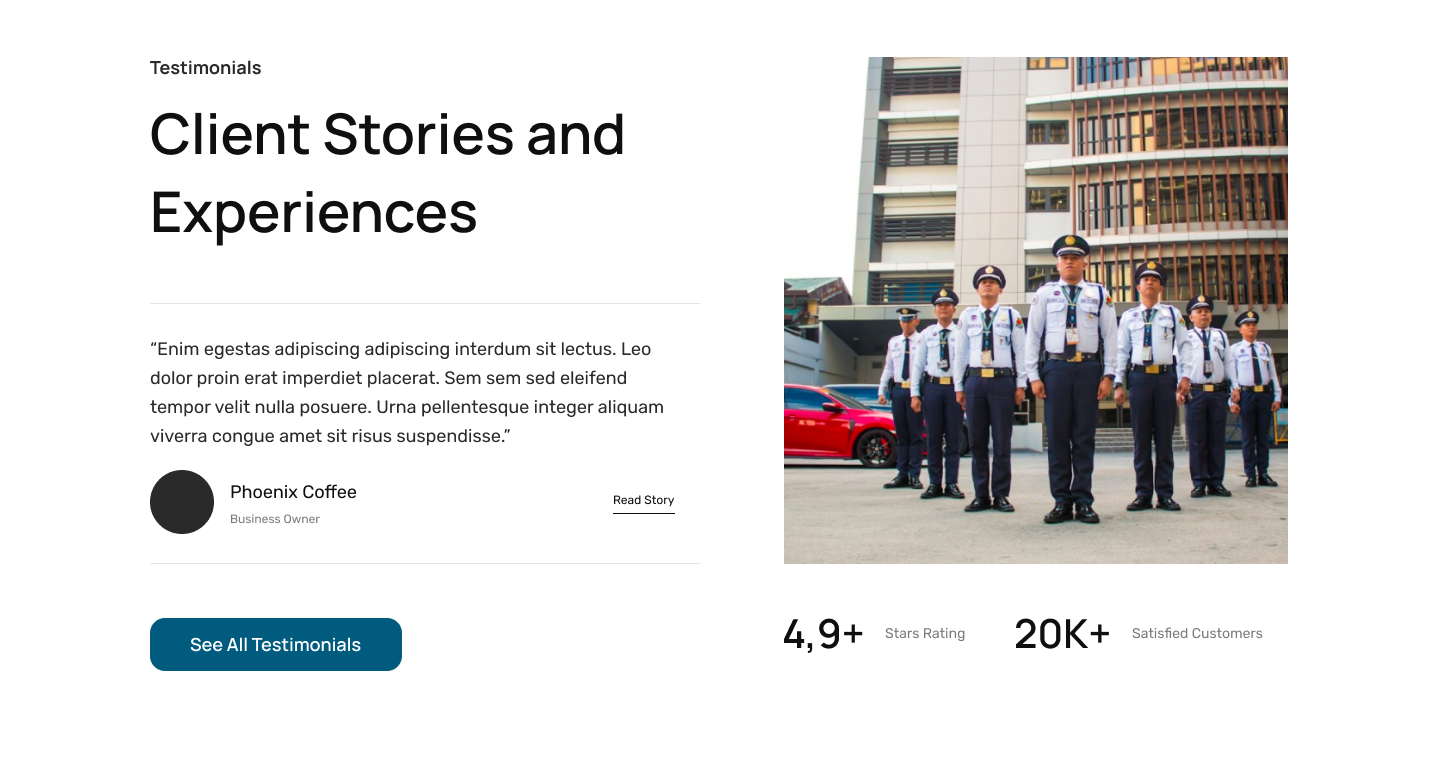 Testimonials
Client Stories and
Experiences
“Enim egestas adipiscing adipiscing interdum sit lectus. Leo
dolor proin erat imperdiet placerat. Sem sem sed eleifend
tempor velit nulla posuere. Urna pellentesque integer aliquam
viverra congue amet sit risus suspendisse.”
Phoenix Coffee
Business Owner
Read Story
See All Testimonials
4,9+ Stars Rating 20K+ Satisfied Customers